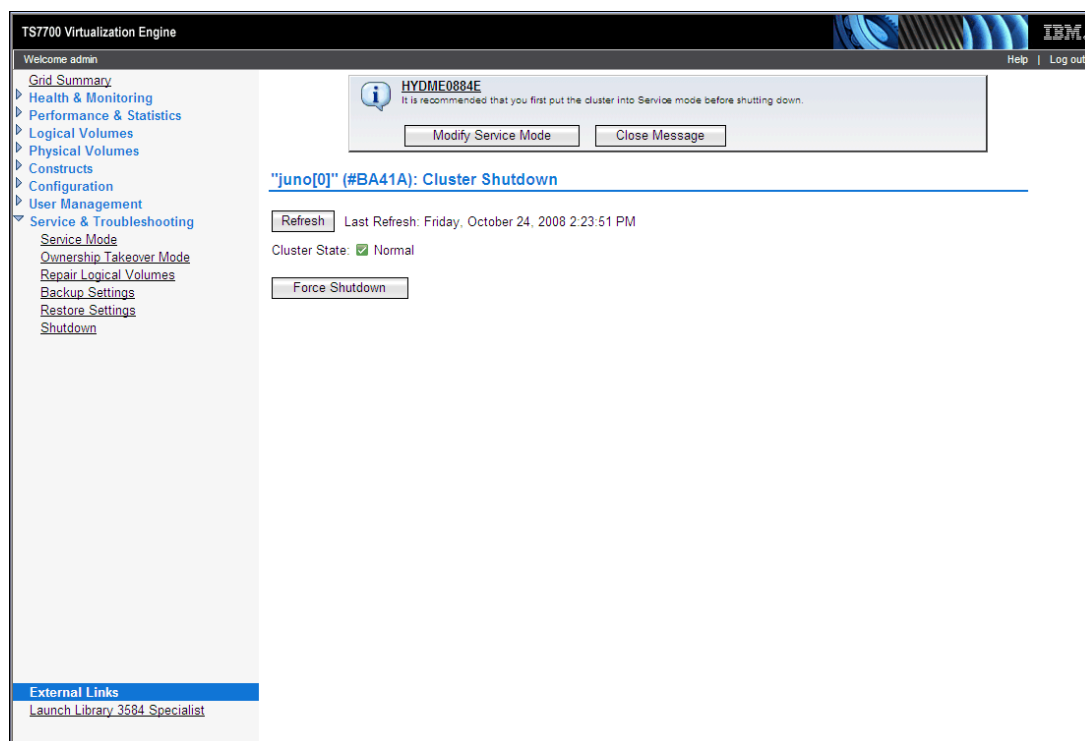 TS7700 Virtualization Engine
IBM.
Welcome admin
Help | Log out
Grid Summary
Health & Monitoring
Performance & Statistics
Logical Volumes
Physical Volumes
Constructs
Configuration
User Management
Service & Troubleshooting
Service Mode
Ownership Takeover Mode
Repair Logical Volumes
Backup Settings
Restore Settings
Shutdown
External Links
Launch Library 3584 Specialist
HYDME0884E
It is recommended that you first put the cluster into Service mode before shutting down.
Modify Service Mode
Close Message
"juno[0]" (#BA41A): Cluster Shutdown
Refresh Last Refresh: Friday, October 24, 2008 2:23:51 PM
Cluster State: Normal
Force Shutdown